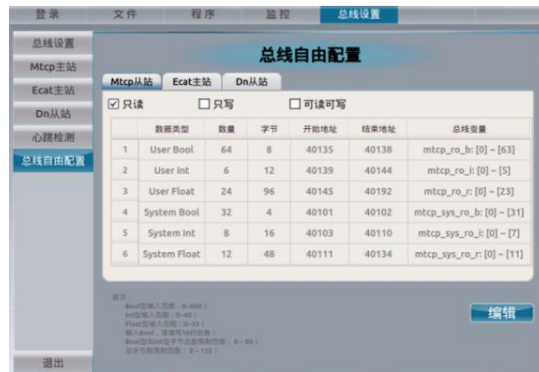 登录 文件 程序 监控 总线设置
总线设置
Mtcp主站
Ecat主站
Dn从站
心跳检测
总线自由配置
退出
总线自由配置
Mtcp从站 Ecat主站 Dn从站
只读 只写 可读可写
数据类型 数量 字节 开始地址 结束地址 总线变量
1 User Bool 64 8 40135 40138 mtcp_ro_b: [0] ~ [63]
2 User Int 6 12 40139 40144 mtcp_ro_i: [0] ~ [5]
3 User Float 24 96 40145 40192 mtcp_ro_r: [0] ~ [23]
4 System Bool 32 4 40101 40102 mtcp_sys_ro_b: [0] ~ [31]
5 System Int 8 16 40103 40110 mtcp_sys_ro_i: [0] ~ [7]
6 System Float 12 48 40111 40134 mtcp_sys_ro_r: [0] ~ [11]
编辑